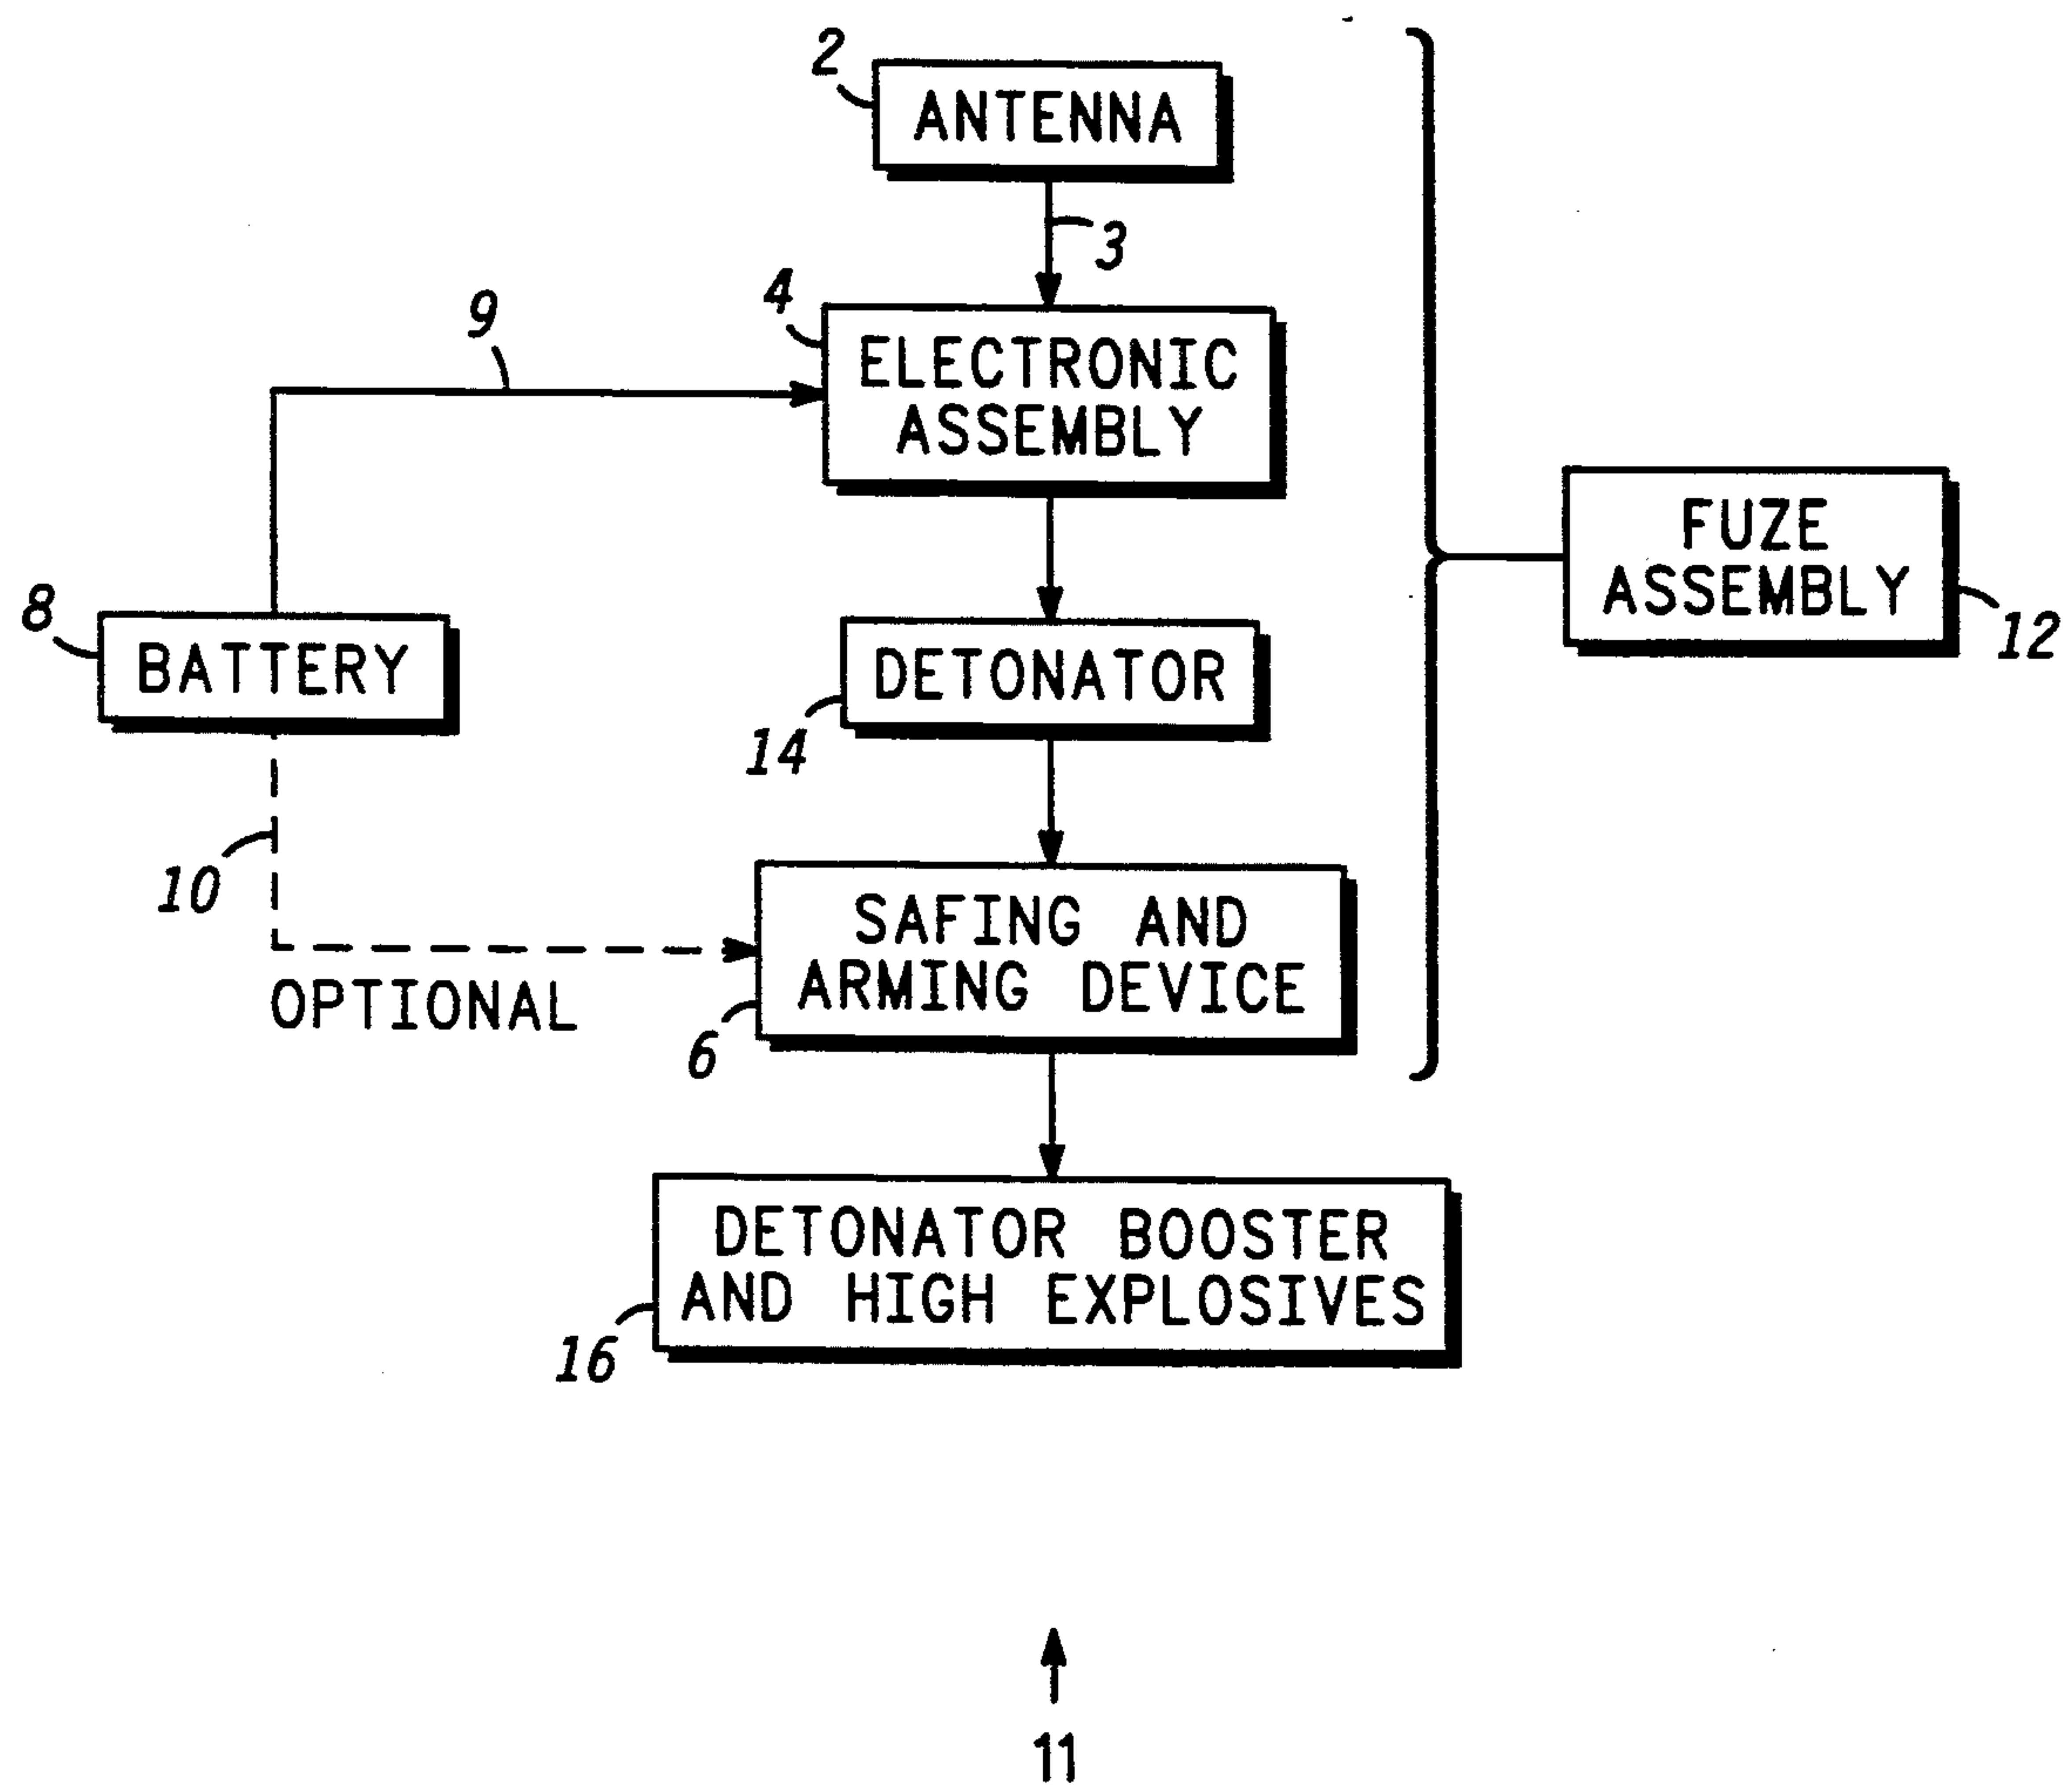 2
ANTENNA
3
4
ELECTRONIC
ASSEMBLY
9
FUZE
ASSEMBLY
12
8
BATTERY
DETONATOR
14
10
SAFING AND
ARMING DEVICE
OPTIONAL
6
DETONATOR BOOSTER
AND HIGH EXPLOSIVES
16
11